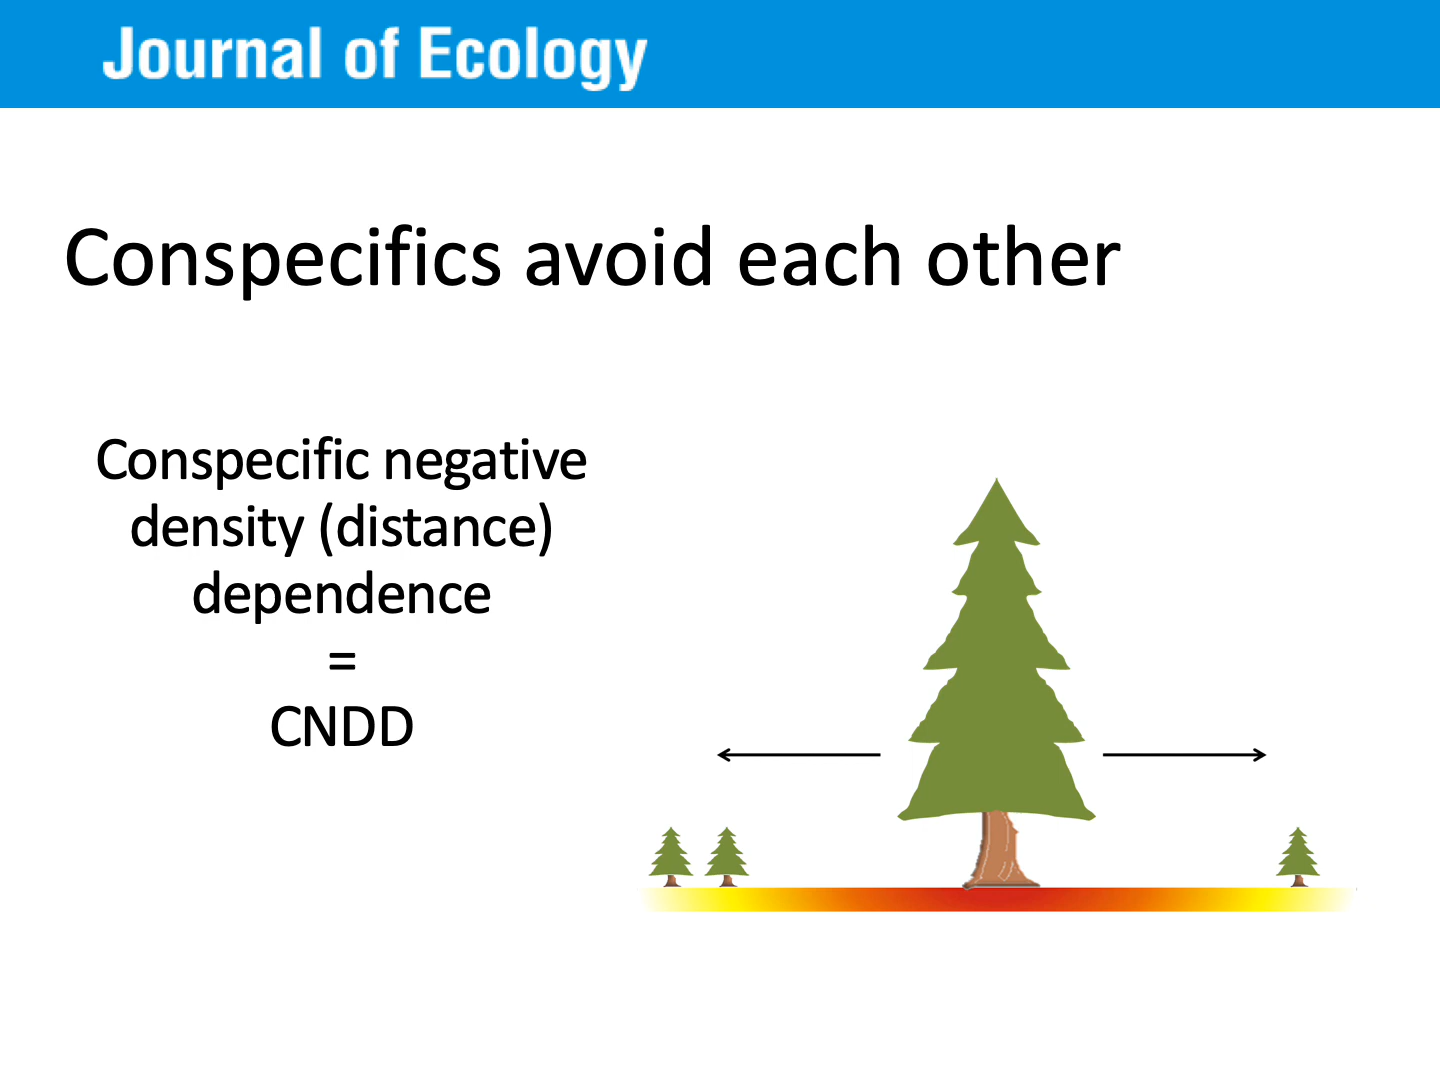 Journal of Ecology
Conspecifics avoid each other
Conspecific negative
density (distance)
dependence
=
CNDD